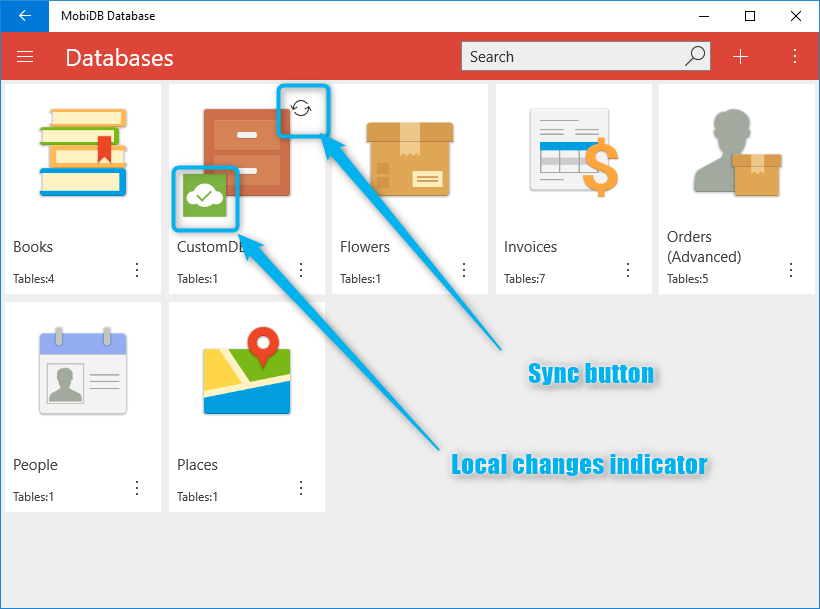 MobiDB Database
Databases
Search
Books
Tables:4
CustomDB
Tables:1
Flowers
Tables:1
Invoices
Tables:7
Orders
(Advanced)
Tables:5
People
Tables:1
Places
Tables:1
Sync button
Local changes indicator